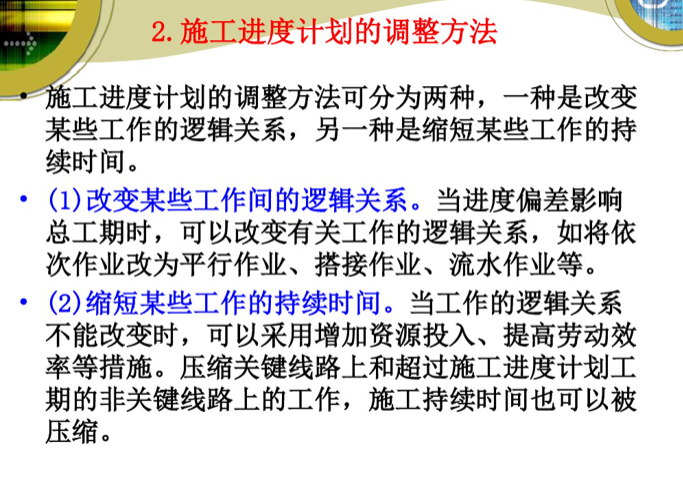 2.施工进度计划的调整方法
• 施工进度计划的调整方法可分为两种，一种是改变
某些工作的逻辑关系，另一种是缩短某些工作的持
续时间。
• (1)改变某些工作间的逻辑关系。当进度偏差影响
总工期时，可以改变有关工作的逻辑关系，如将依
次作业改为平行作业、搭接作业、流水作业等。
• (2)缩短某些工作的持续时间。当工作的逻辑关系
不能改变时，可以采用增加资源投入、提高劳动效
率等措施。压缩关键线路上和超过施工进度计划工
期的非关键线路上的工作，施工持续时间也可以被
压缩。